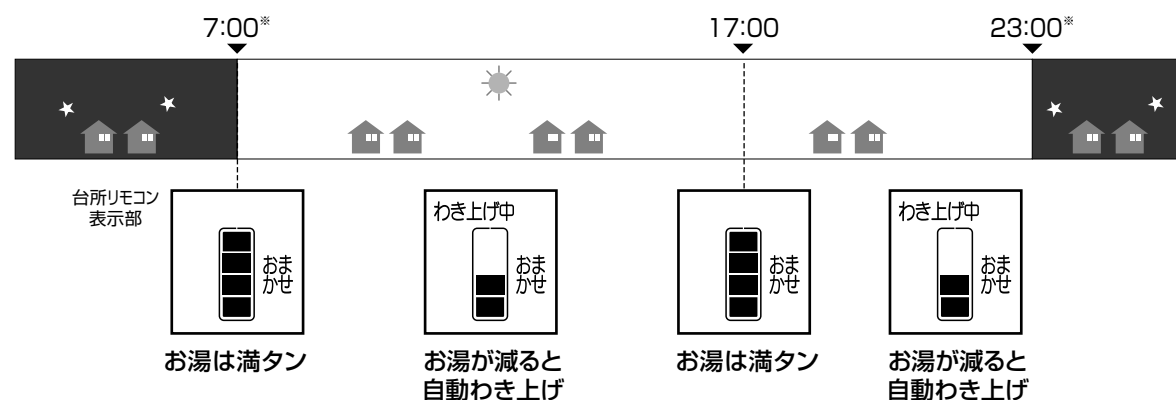 7:00※
17:00
23:00※
台所リモコン
表示部
おま
かせ
お湯は満タン
わき上げ中
おま
かせ
お湯が減ると
自動わき上げ
おま
かせ
お湯は満タン
わき上げ中
おま
かせ
お湯が減ると
自動わき上げ